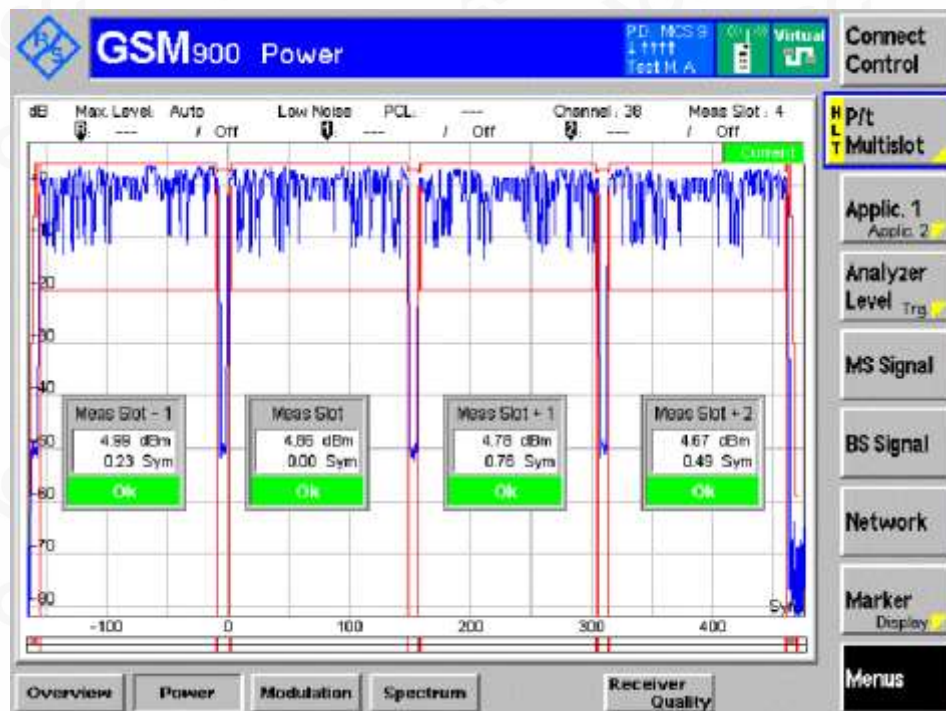 R S
GSM900 Power
P.D. MCS 9
↓↑↑↑↑
Test M. A
Virtual
Connect Control
dB Max. Level: Auto Low Noise PCL: --- Channel: 38 Meas Slot: 4
--- / Off 1: --- / Off 2: --- / Off
Current
HLT P/t Multislot
Applic. 1
Applic. 2
Analyzer Level Trg
MS Signal
BS Signal
Network
Marker
Display
Menus
-20
-30
-40
-50
-60
-70
-80
Meas Slot - 1
4.99 dBm
0.23 Sym
Ok
Meas Slot
4.86 dBm
0.00 Sym
Ok
Meas Slot + 1
4.78 dBm
0.76 Sym
Ok
Meas Slot + 2
4.67 dBm
0.49 Sym
Ok
-100 0 100 200 300 400
Overview Power Modulation Spectrum Receiver Quality